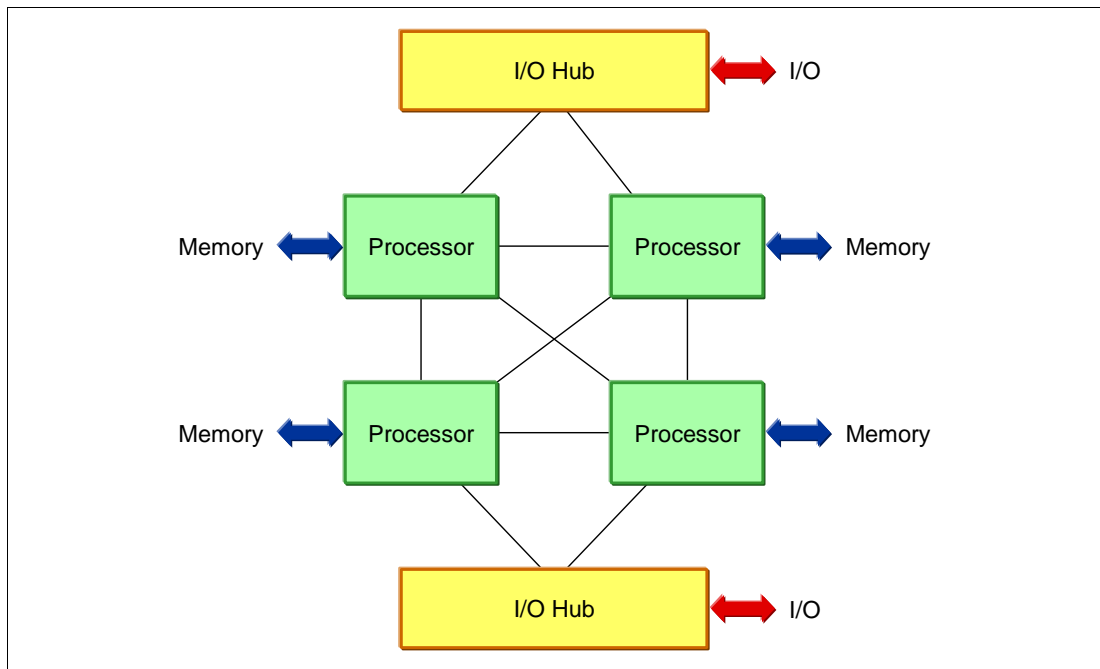 I/O Hub
I/O
Memory
Processor
Processor
Memory
Memory
Processor
Processor
Memory
I/O Hub
I/O